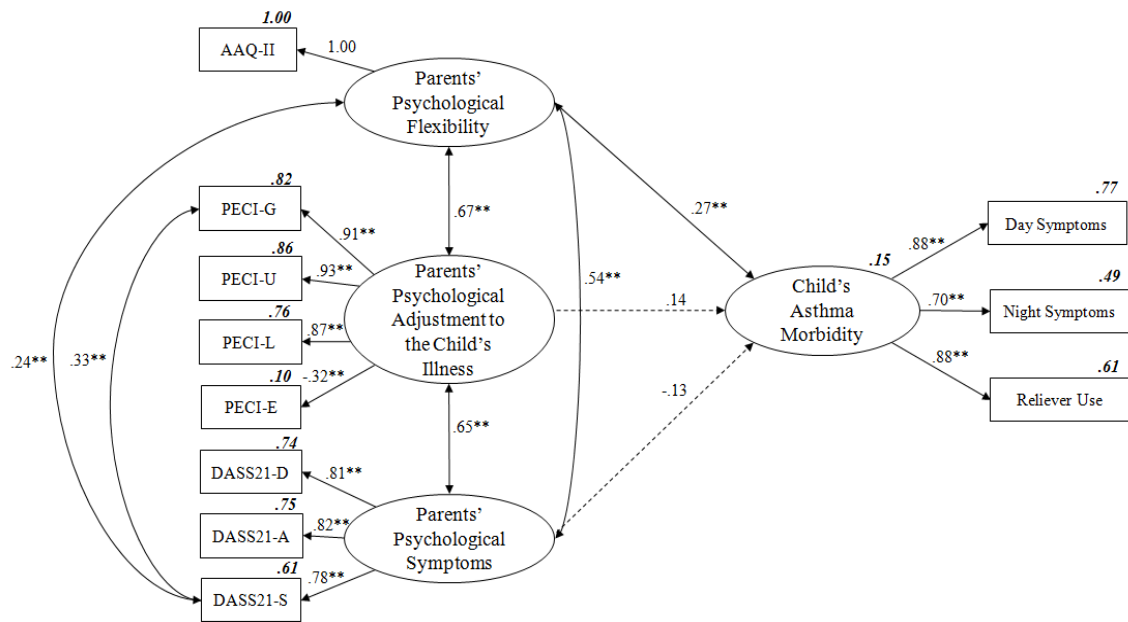 1.00
AAQ-II
1.00
Parents'
Psychological
Flexibility
.82
PECI-G
.91**
.67**
.27**
.77
Day Symptoms
.88**
.86
PECI-U
.93**
Parents'
Psychological
Adjustment to
the Child's
Illness
.54**
.14
.15
Child's
Asthma
Morbidity
.49
Night Symptoms
.70**
.76
PECI-L
.87**
.24**
.33**
.10
PECI-E
-.32**
-.13
.88**
.61
Reliever Use
.65**
.74
DASS21-D
.81**
.75
DASS21-A
.82**
Parents'
Psychological
Symptoms
.61
DASS21-S
.78**